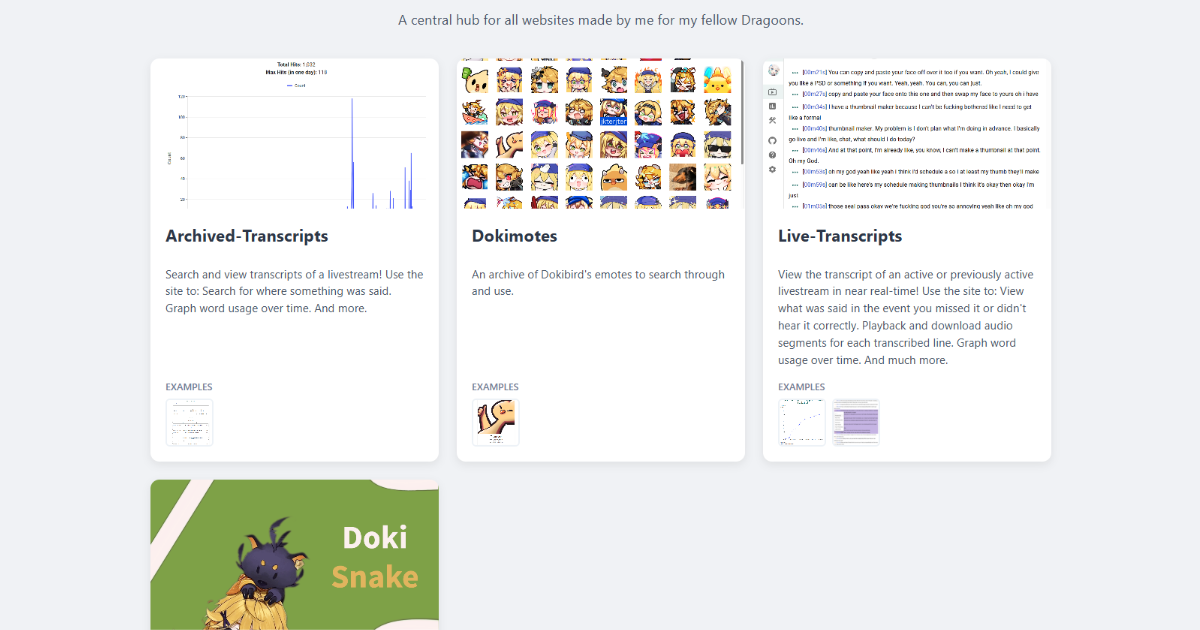 A central hub for all websites made by me for my fellow Dragoons.
Total Hits: 1,032
Max Hits (in one day): 118
Count
120
100
80
60
40
20
Count
Archived-Transcripts
Search and view transcripts of a livestream! Use the
site to: Search for where something was said.
Graph word usage over time. And more.
EXAMPLES
Dokimotes
An archive of Dokibird's emotes to search through
and use.
EXAMPLES
[00m21s] You can copy and paste your face off over it too if you want. Oh yeah, I could give
you like a PSD or something if you want. Yeah, yeah. You can, you can just.
[00m27s] copy and paste your face onto this one and then swap my face to yours oh i have
[00m34s] I have a thumbnail maker because I can't be fucking bothered like I need to get
like a formal
[00m40s] thumbnail maker. My problem is I don't plan what I'm doing in advance. I basically
go live and I'm like, chat, what should I do today?
[00m46s] And at that point, I'm already like, you know, I can't make a thumbnail at that point.
Oh my God.
[00m53s] oh my god yeah like yeah i think i'd schedule a so i at least my thumb they'll make
[00m59s] can be like here's my schedule making thumbnails I think it's okay then okay I'm
just
[01m03s] those seal pass okay we're fucking god you're so annoying yeah like oh my god
Live-Transcripts
View the transcript of an active or previously active
livestream in near real-time! Use the site to: View
what was said in the event you missed it or didn't
hear it correctly. Playback and download audio
segments for each transcribed line. Graph word
usage over time. And much more.
EXAMPLES
Doki
Snake